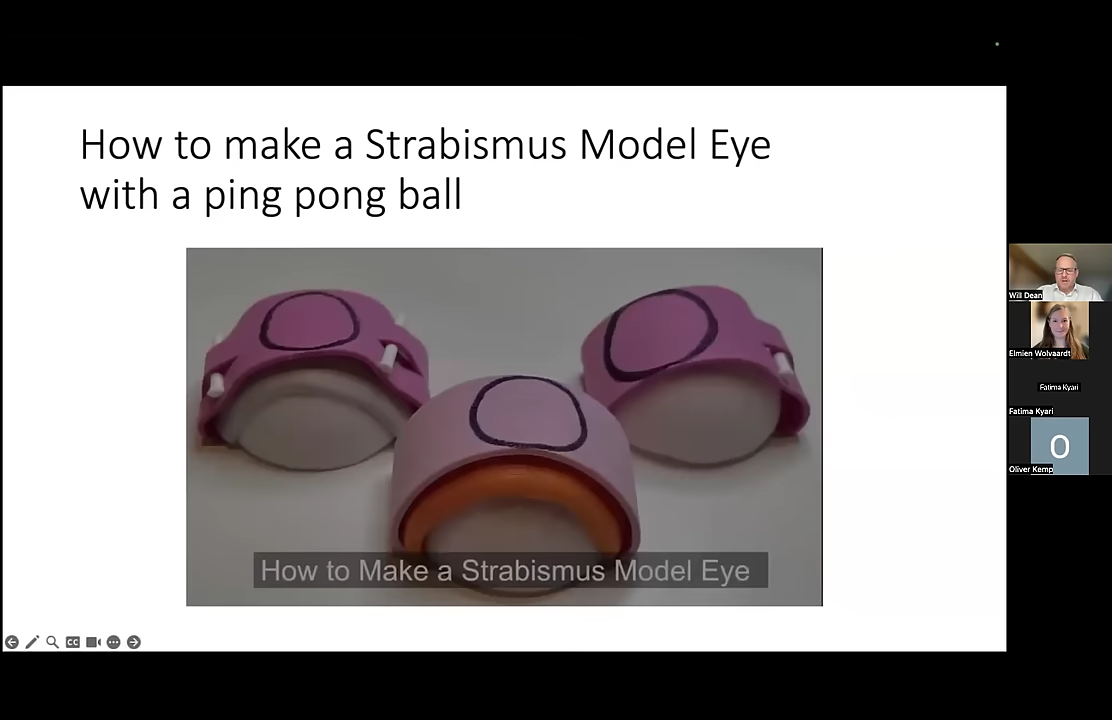 How to make a Strabismus Model Eye
with a ping pong ball
How to Make a Strabismus Model Eye
Will Dean
Elmien Wolvaardt
Fatima Kyari
Fatima Kyari
O
Oliver Kemp
CC